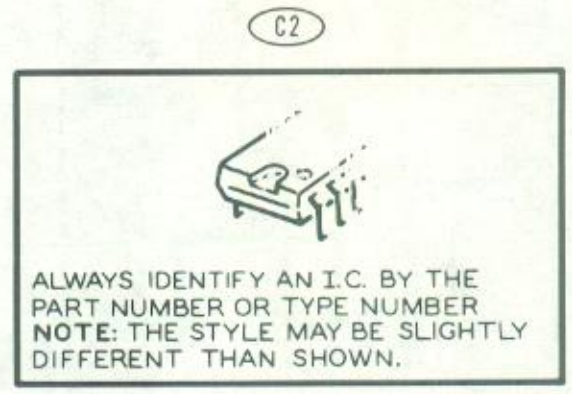 C2
ALWAYS IDENTIFY AN I.C. BY THE
PART NUMBER OR TYPE NUMBER
NOTE: THE STYLE MAY BE SLIGHTLY
DIFFERENT THAN SHOWN.